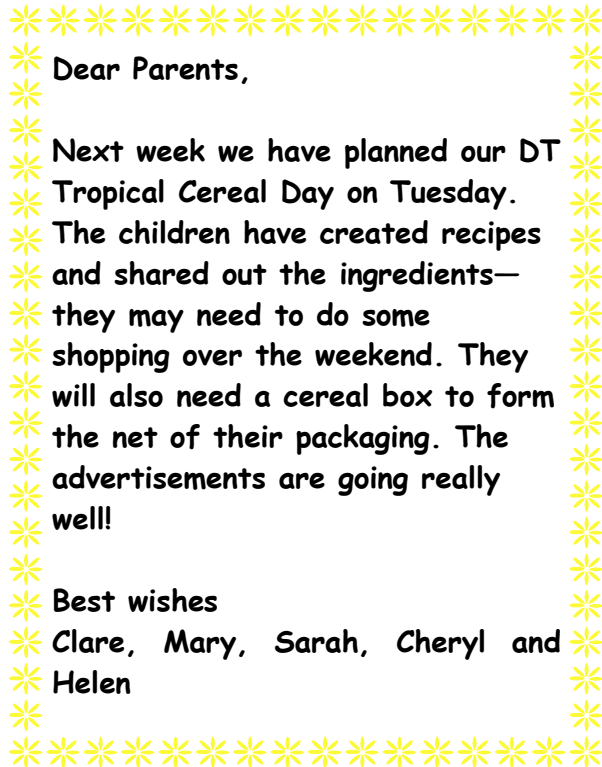 Dear Parents,
Next week we have planned our DT
Tropical Cereal Day on Tuesday.
The children have created recipes
and shared out the ingredients—
they may need to do some
shopping over the weekend. They
will also need a cereal box to form
the net of their packaging. The
advertisements are going really
well!
Best wishes
Clare, Mary, Sarah, Cheryl and
Helen